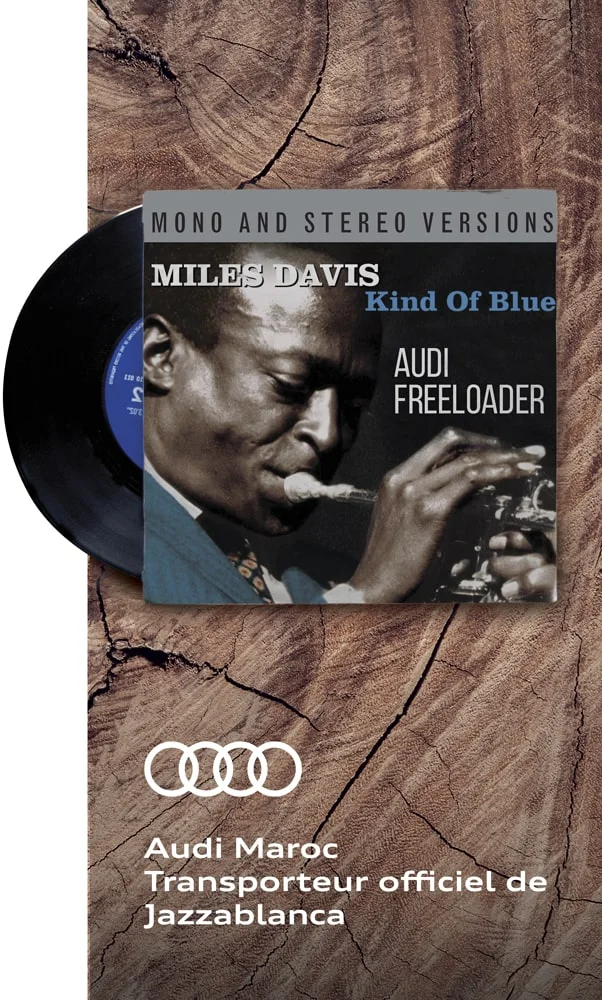 MONO AND STEREO VERSIONS
MILES DAVIS
Kind Of Blue
AUDI
FREELOADER
Audi Maroc
Transporteur officiel de
Jazzablanca